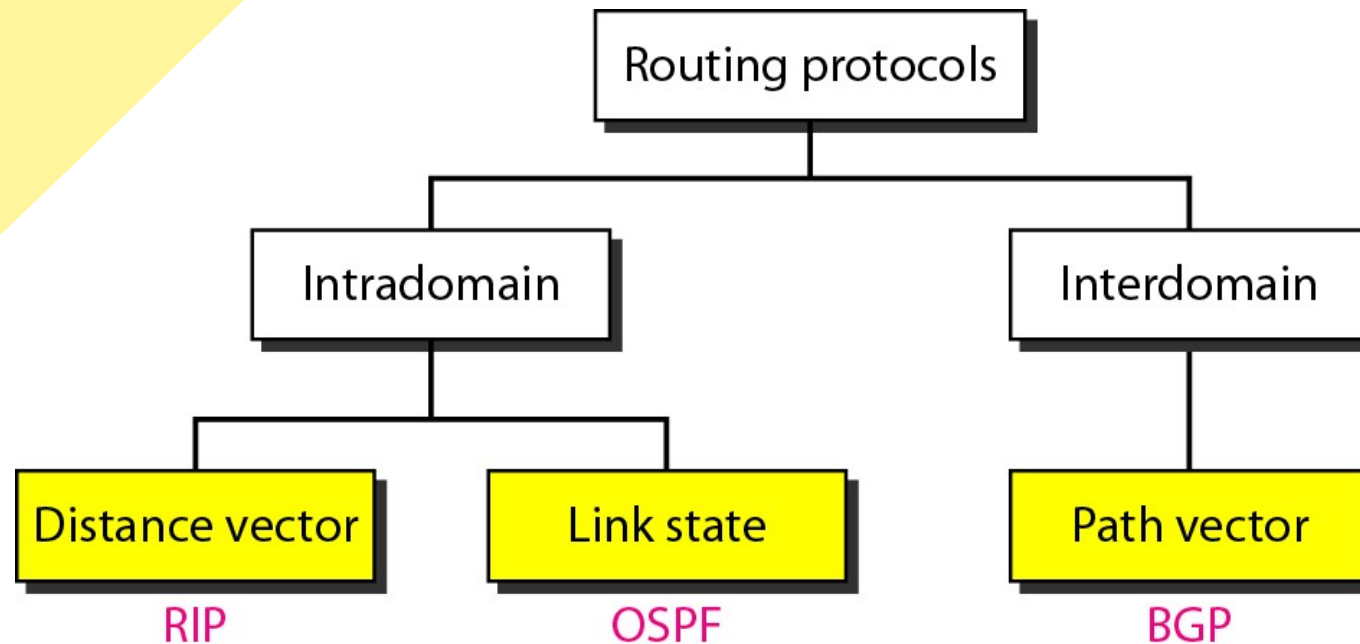 Routing protocols
Intradomain
Interdomain
Distance vector
Link state
Path vector
RIP
OSPF
BGP